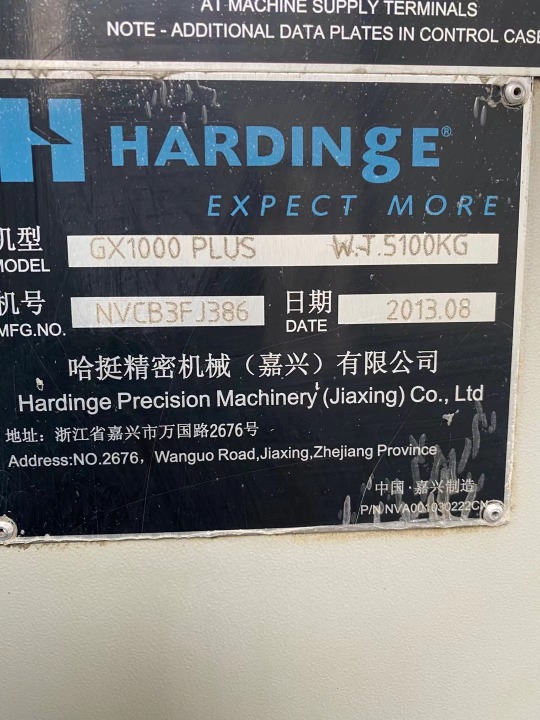 AT MACHINE SUPPLY TERMINALS
NOTE - ADDITIONAL DATA PLATES IN CONTROL CASE
H HARDINGE®
EXPECT MORE
机型 GX1000 PLUS W.T.5100KG
MODEL
机号 NVCB3FJ386 日期 2013.08
MFG.NO. DATE
哈挺精密机械（嘉兴）有限公司
Hardinge Precision Machinery (Jiaxing) Co., Ltd
地址：浙江省嘉兴市万国路2676号
Address:NO.2676，Wanguo Road,Jiaxing,Zhejiang Province
中国·嘉兴制造
P/N NVA001030222CN